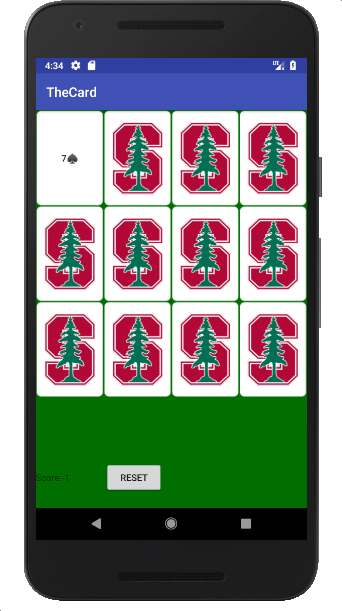 4:34
TheCard
7♠
S S S
S S S S
S S S S
Score:-1
RESET